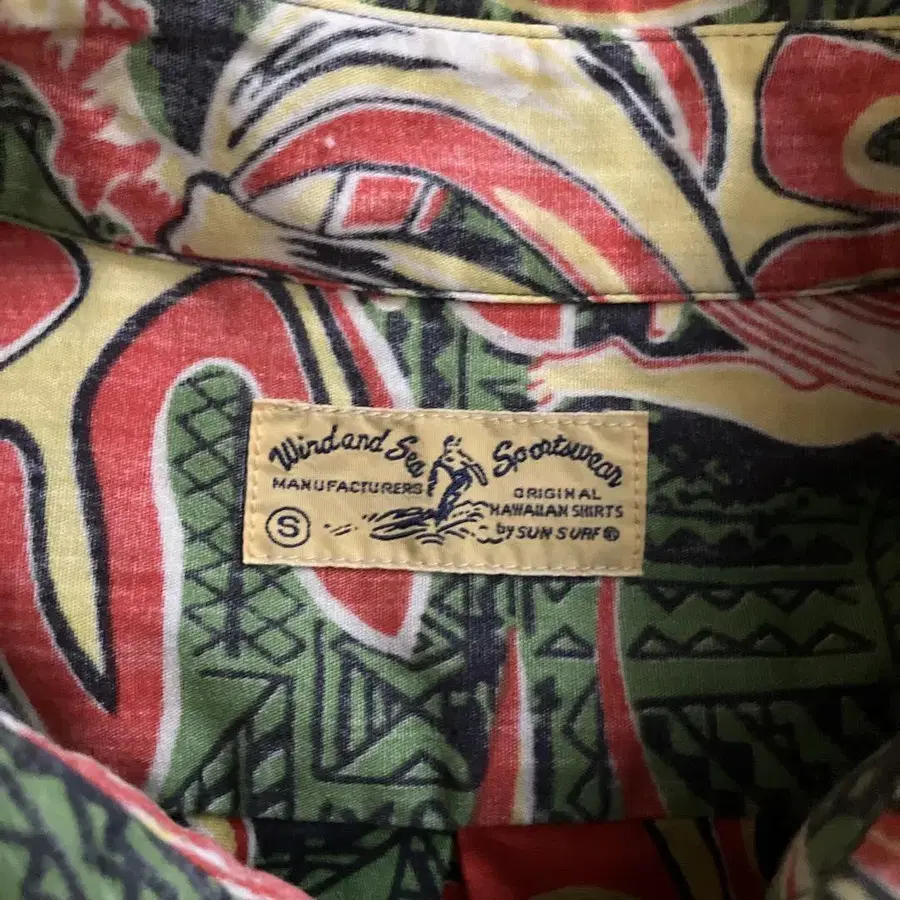 Wind and Sea Sportswear
MANUFACTURERS
ORIGINAL
HAWAIIAN SHIRTS
by SUN SURF®
S